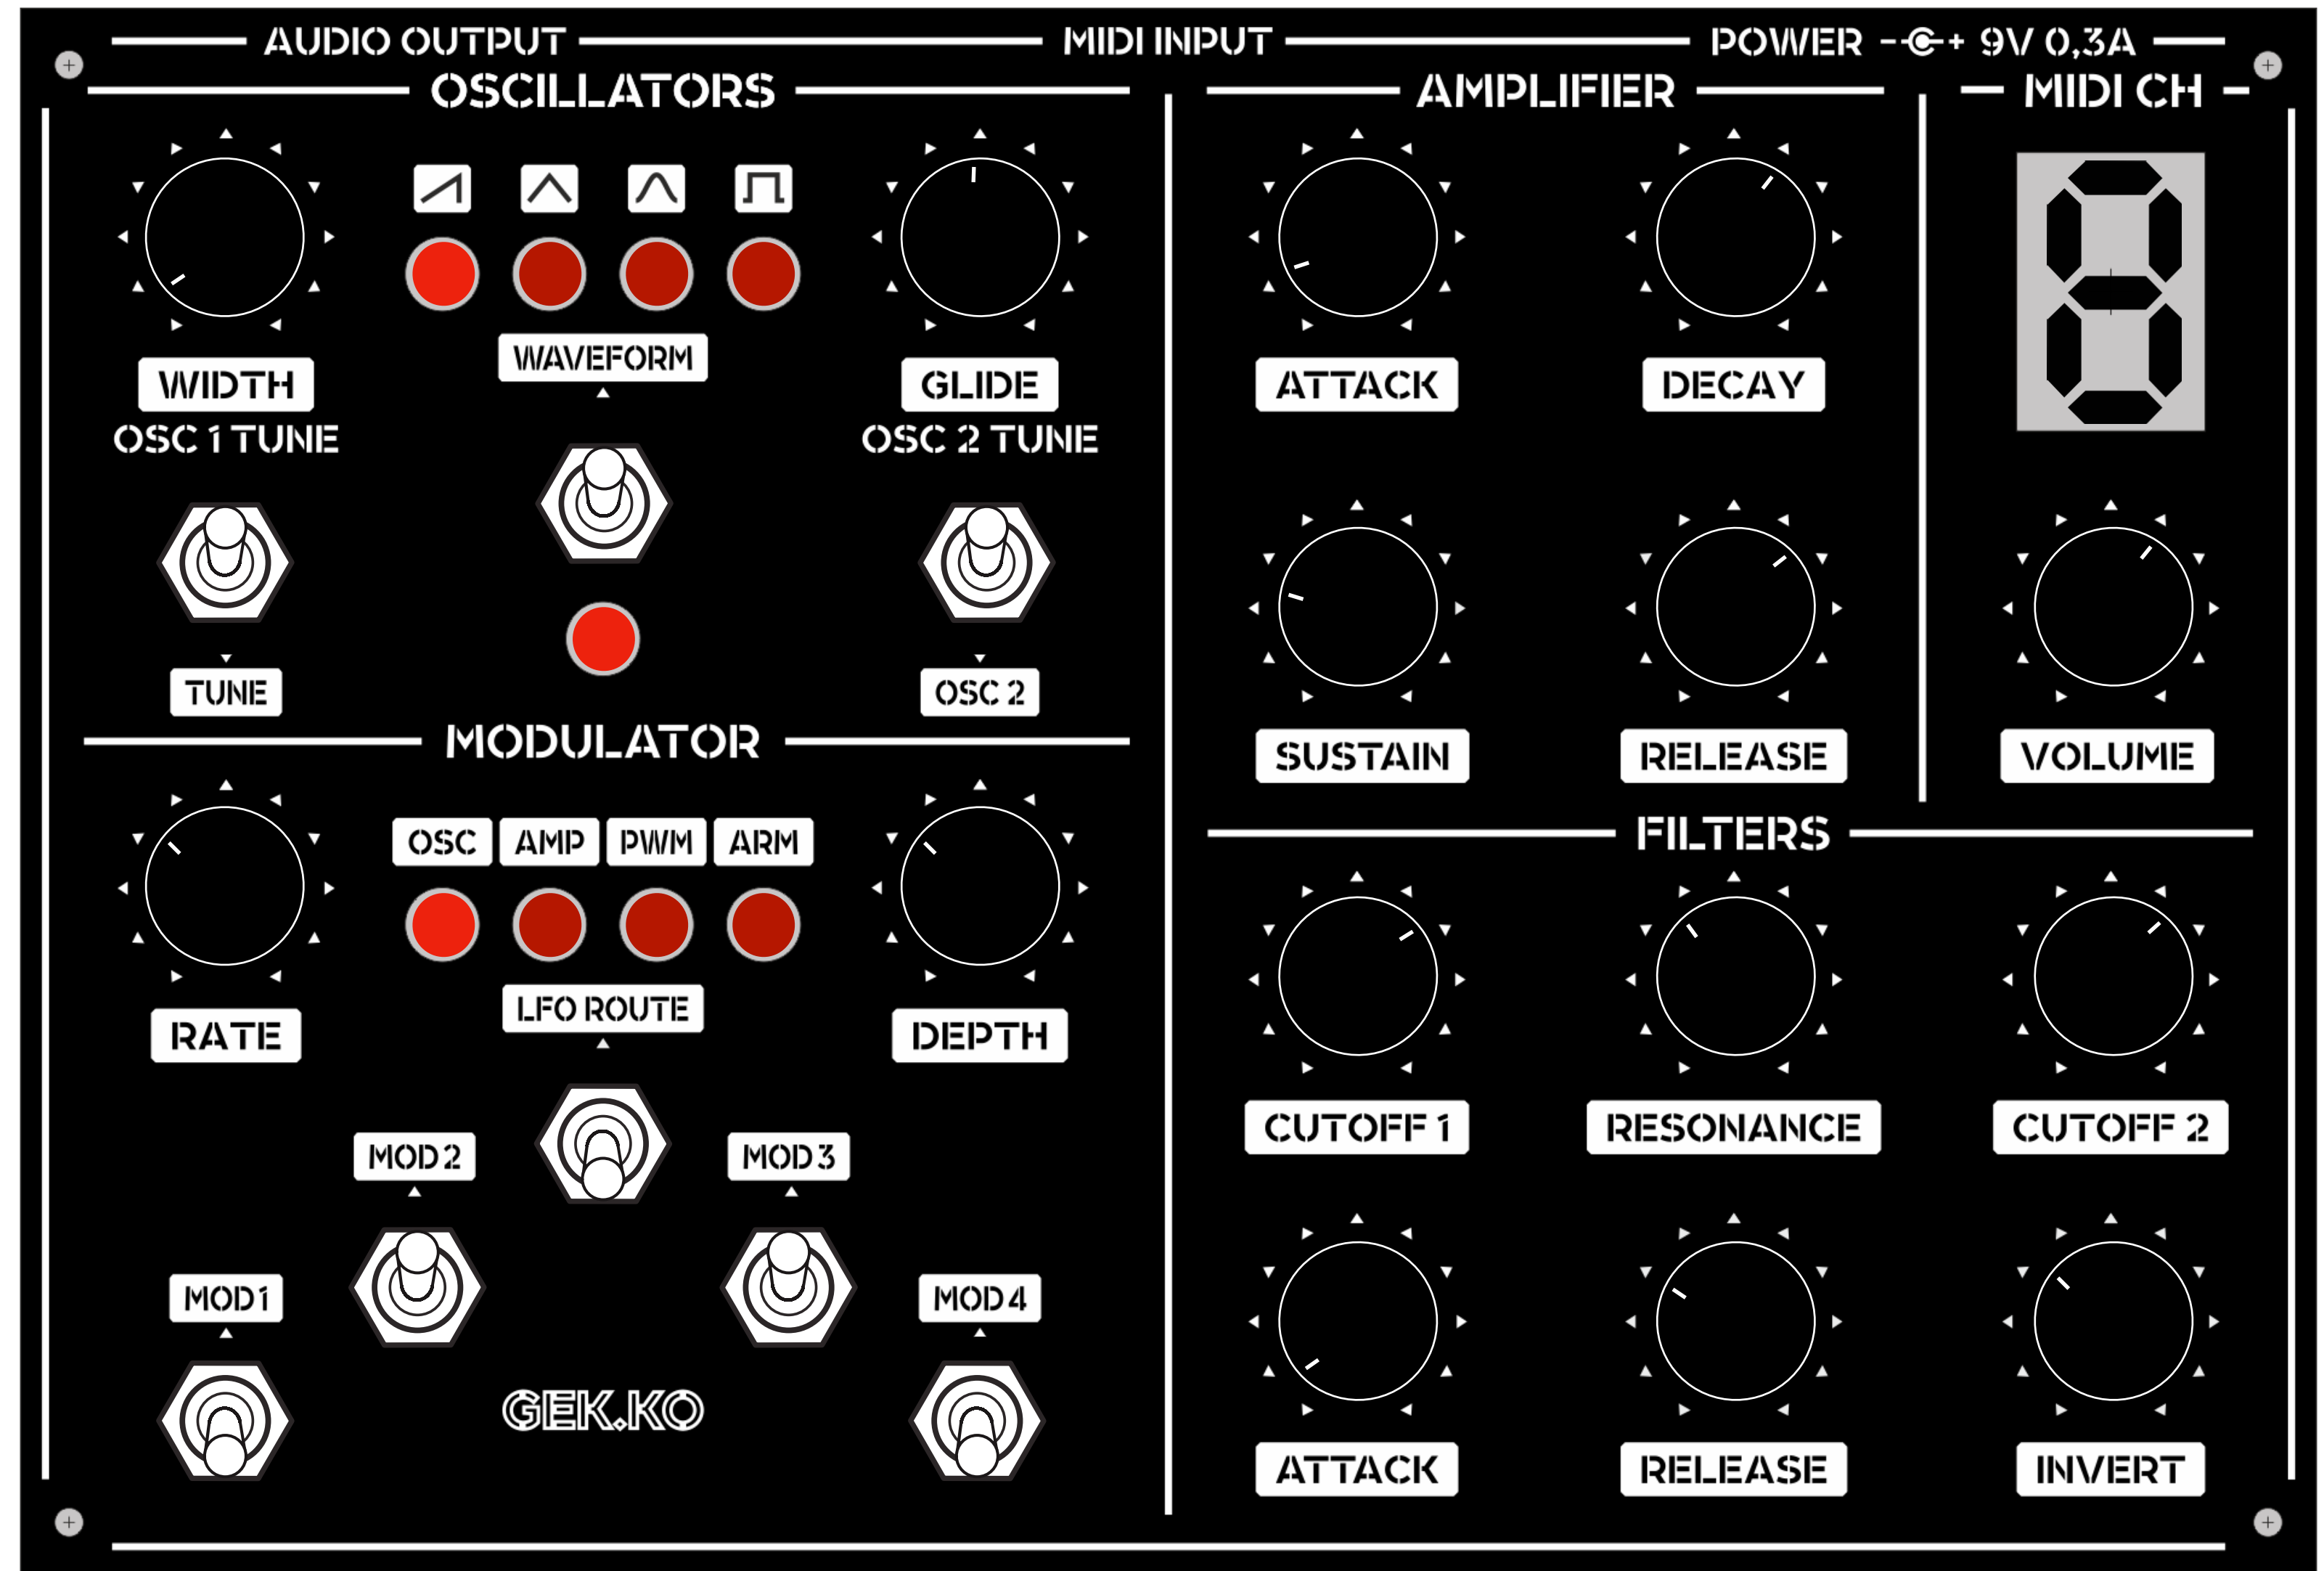 AUDIO OUTPUT
MIDI INPUT
POWER -C+ 9V 0,3A
OSCILLATORS
AMPLIFIER
MIDI CH
WIDTH
WAVEFORM
GLIDE
ATTACK
DECAY
OSC 1 TUNE
OSC 2 TUNE
TUNE
OSC 2
SUSTAIN
RELEASE
VOLUME
MODULATOR
FILTERS
OSC
AMP
PWM
ARM
RATE
LFO ROUTE
DEPTH
CUTOFF 1
RESONANCE
CUTOFF 2
MOD 2
MOD 3
MOD 1
MOD 4
GEK.KO
ATTACK
RELEASE
INVERT